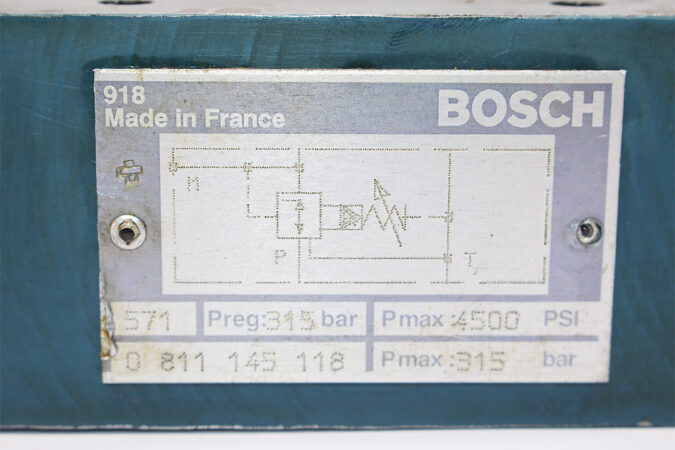 918
Made in France
BOSCH
M
P
T
571
Preg:315 bar
Pmax:4500 PSI
0 811 145 118
Pmax:315 bar